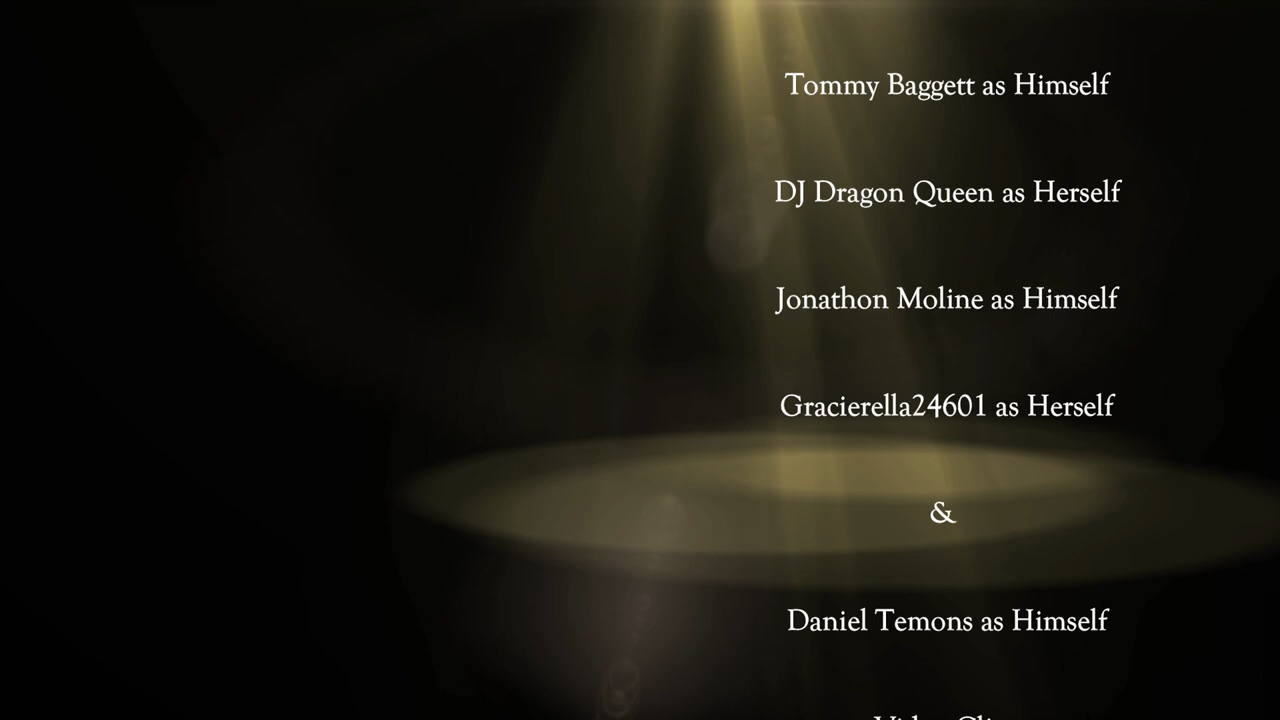 Tommy Baggett as Himself
DJ Dragon Queen as Herself
Jonathon Moline as Himself
Gracierella24601 as Herself
&
Daniel Temons as Himself